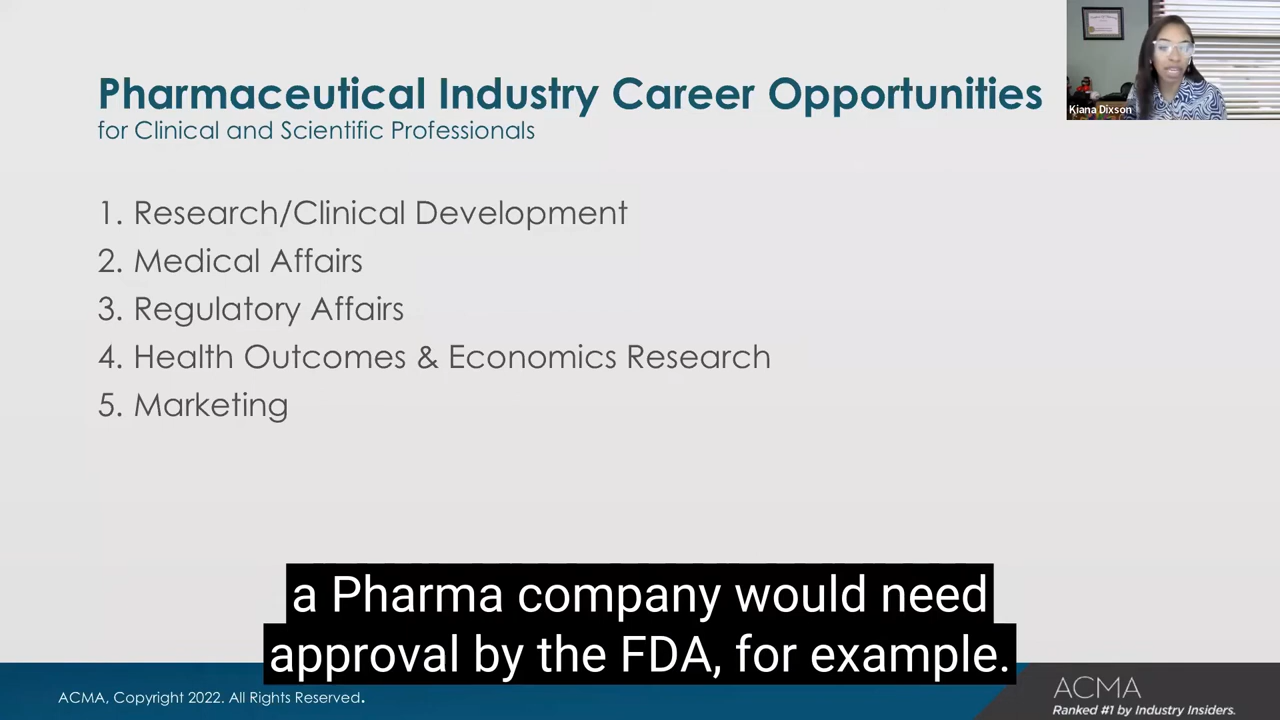 Pharmaceutical Industry Career Opportunities
for Clinical and Scientific Professionals
Kiana Dixson
1. Research/Clinical Development
2. Medical Affairs
3. Regulatory Affairs
4. Health Outcomes & Economics Research
5. Marketing
a Pharma company would need
approval by the FDA, for example.
ACMA, Copyright 2022. All Rights Reserved.
ACMA
Ranked #1 by Industry Insiders.